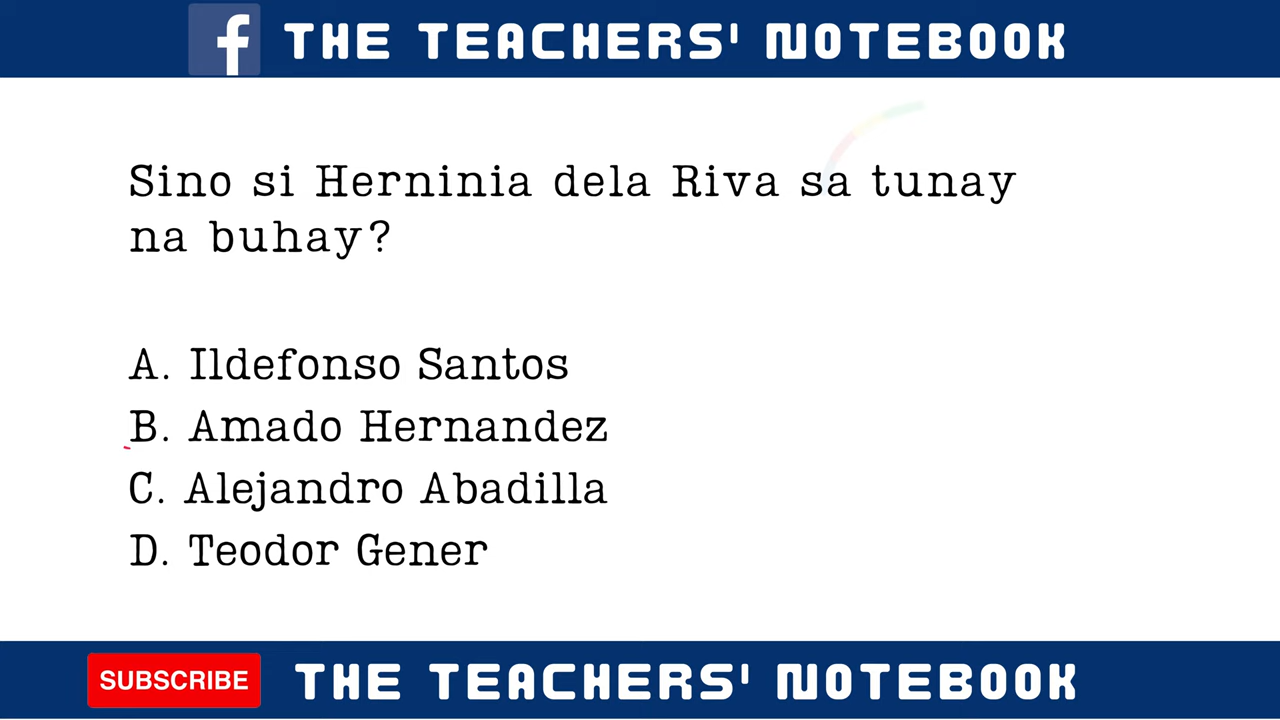 f THE TEACHERS' NOTEBOOK
Sino si Herninia dela Riva sa tunay
na buhay?
A. Ildefonso Santos
B. Amado Hernandez
C. Alejandro Abadilla
D. Teodor Gener
SUBSCRIBE THE TEACHERS' NOTEBOOK